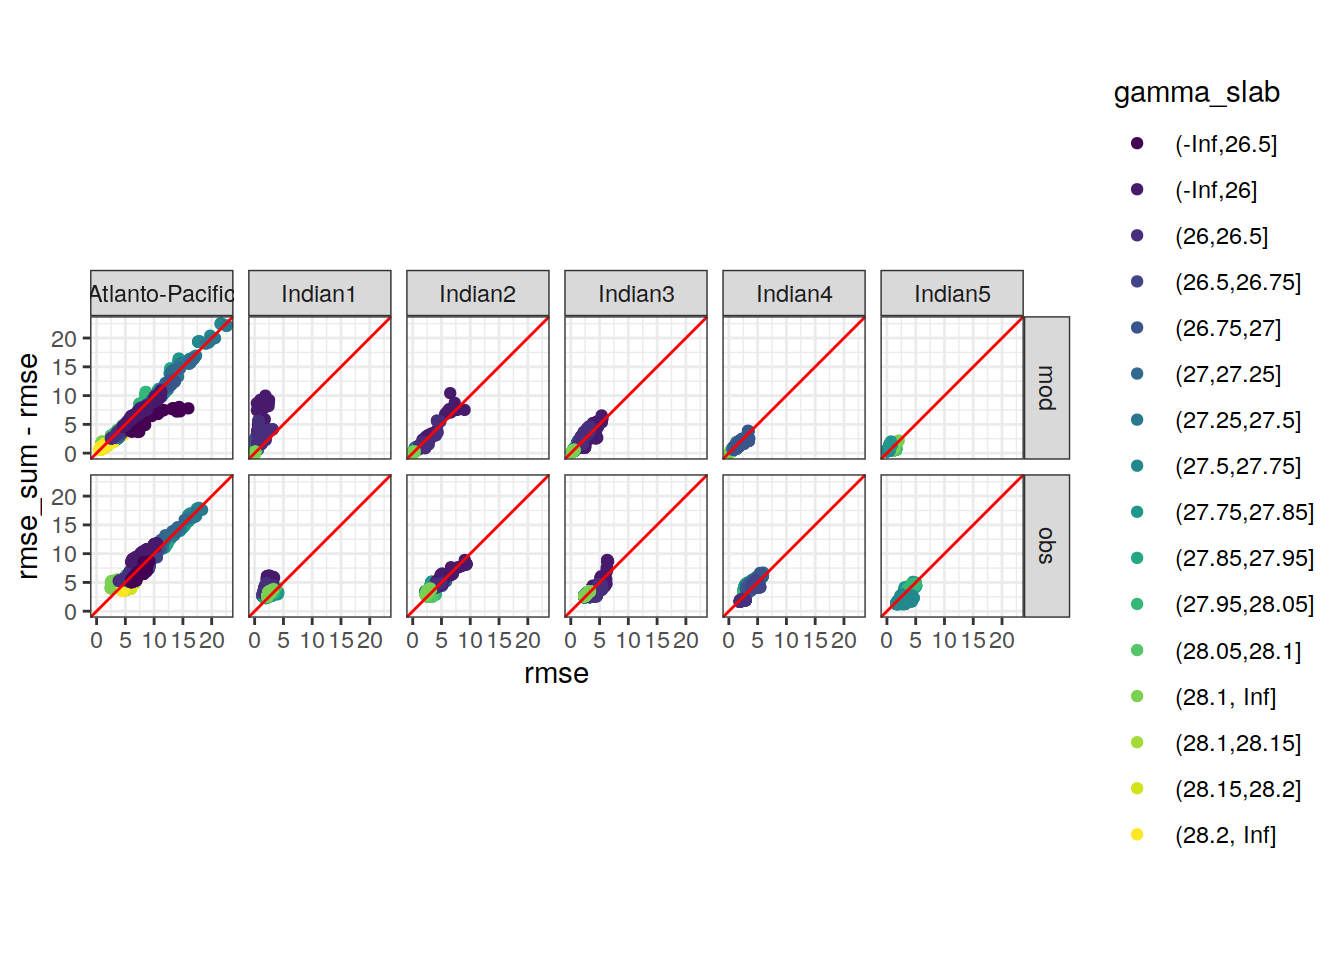 gamma_slab
(-Inf,26.5]
(-Inf,26]
(26,26.5]
(26.5,26.75]
(26.75,27]
(27,27.25]
(27.25,27.5]
(27.5,27.75]
(27.75,27.85]
(27.85,27.95]
(27.95,28.05]
(28.05,28.1]
(28.1, Inf]
(28.1,28.15]
(28.15,28.2]
(28.2, Inf]
Atlanto-Pacific Indian1 Indian2 Indian3 Indian4 Indian5
mod
obs
20
15
10
5
0
20
15
10
5
0
0 5 10 15 20 0 5 10 15 20 0 5 10 15 20 0 5 10 15 20 0 5 10 15 20 0 5 10 15 20
rmse
rmse_sum - rmse